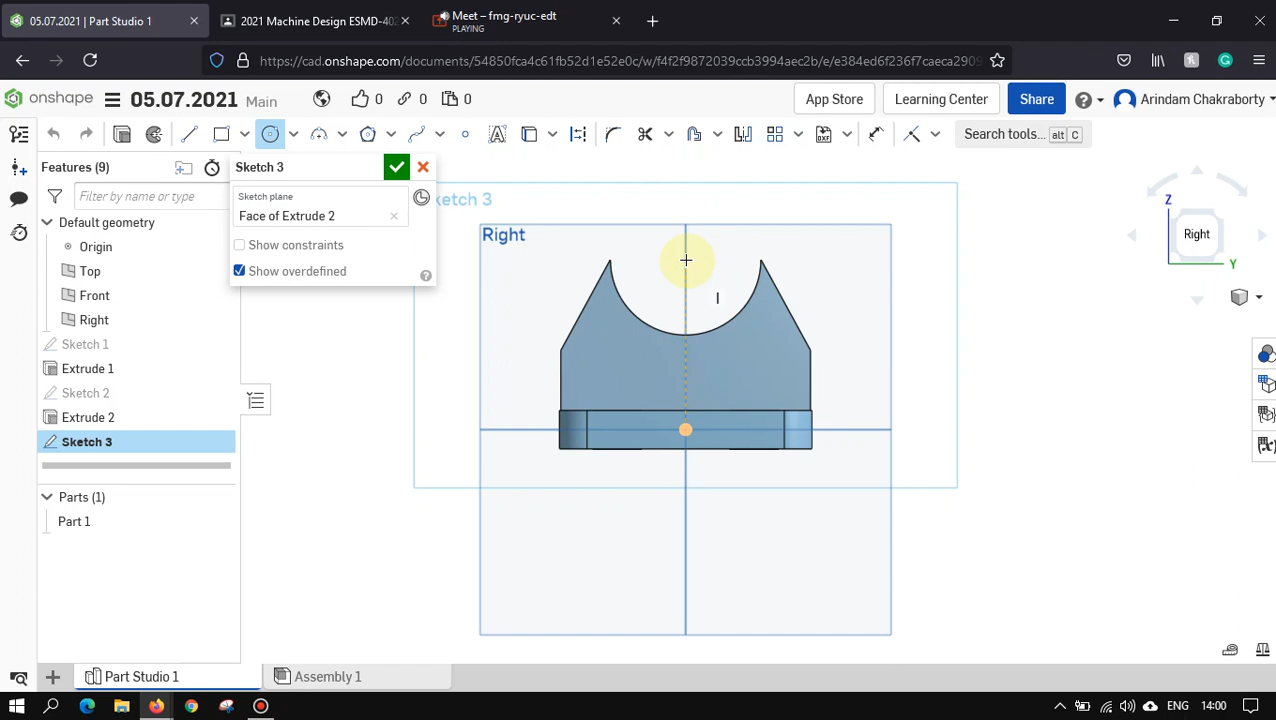 05.07.2021 | Part Studio 1
2021 Machine Design ESMD-402
Meet – fmg-ryuc-edt
PLAYING
https://cad.onshape.com/documents/54850fca4c61fb52d1e52e0c/w/f4f2f9872039ccb3994aec2b/e/e384ed6f236f7caeca2909
onshape
05.07.2021 Main
0
0
0
App Store
Learning Center
Share
Arindam Chakraborty
Search tools...
alt
C
Features (9)
Filter by name or type
Default geometry
Origin
Top
Front
Right
Sketch 1
Extrude 1
Sketch 2
Extrude 2
Sketch 3
Parts (1)
Part 1
Sketch 3
Sketch plane
Face of Extrude 2
Show constraints
Show overdefined
ketch 3
Right
Z
Right
Y
Part Studio 1
Assembly 1
ENG
14:00